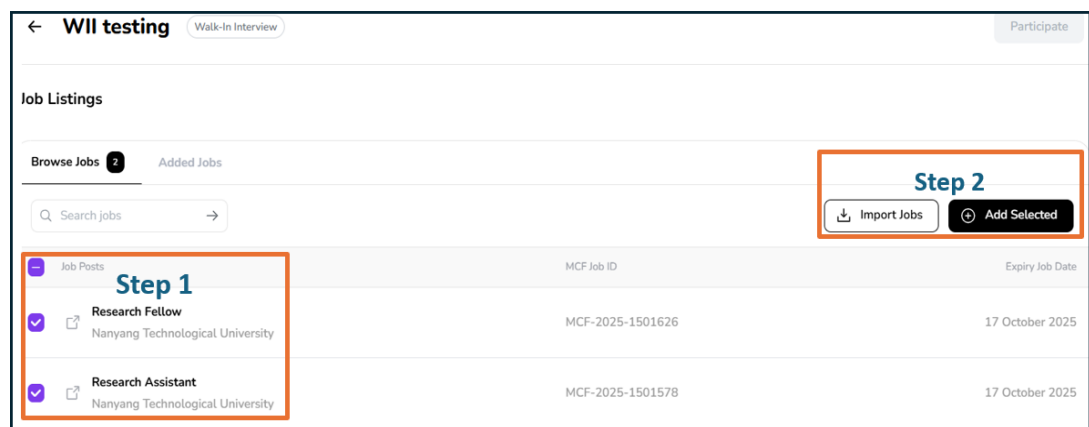 WII testing Walk-In Interview Participate
Job Listings
Browse Jobs 2 Added Jobs
Step 2
Search jobs Import Jobs Add Selected
Job Posts MCF Job ID Expiry Job Date
Step 1
Research Fellow
Nanyang Technological University MCF-2025-1501626 17 October 2025
Research Assistant
Nanyang Technological University MCF-2025-1501578 17 October 2025